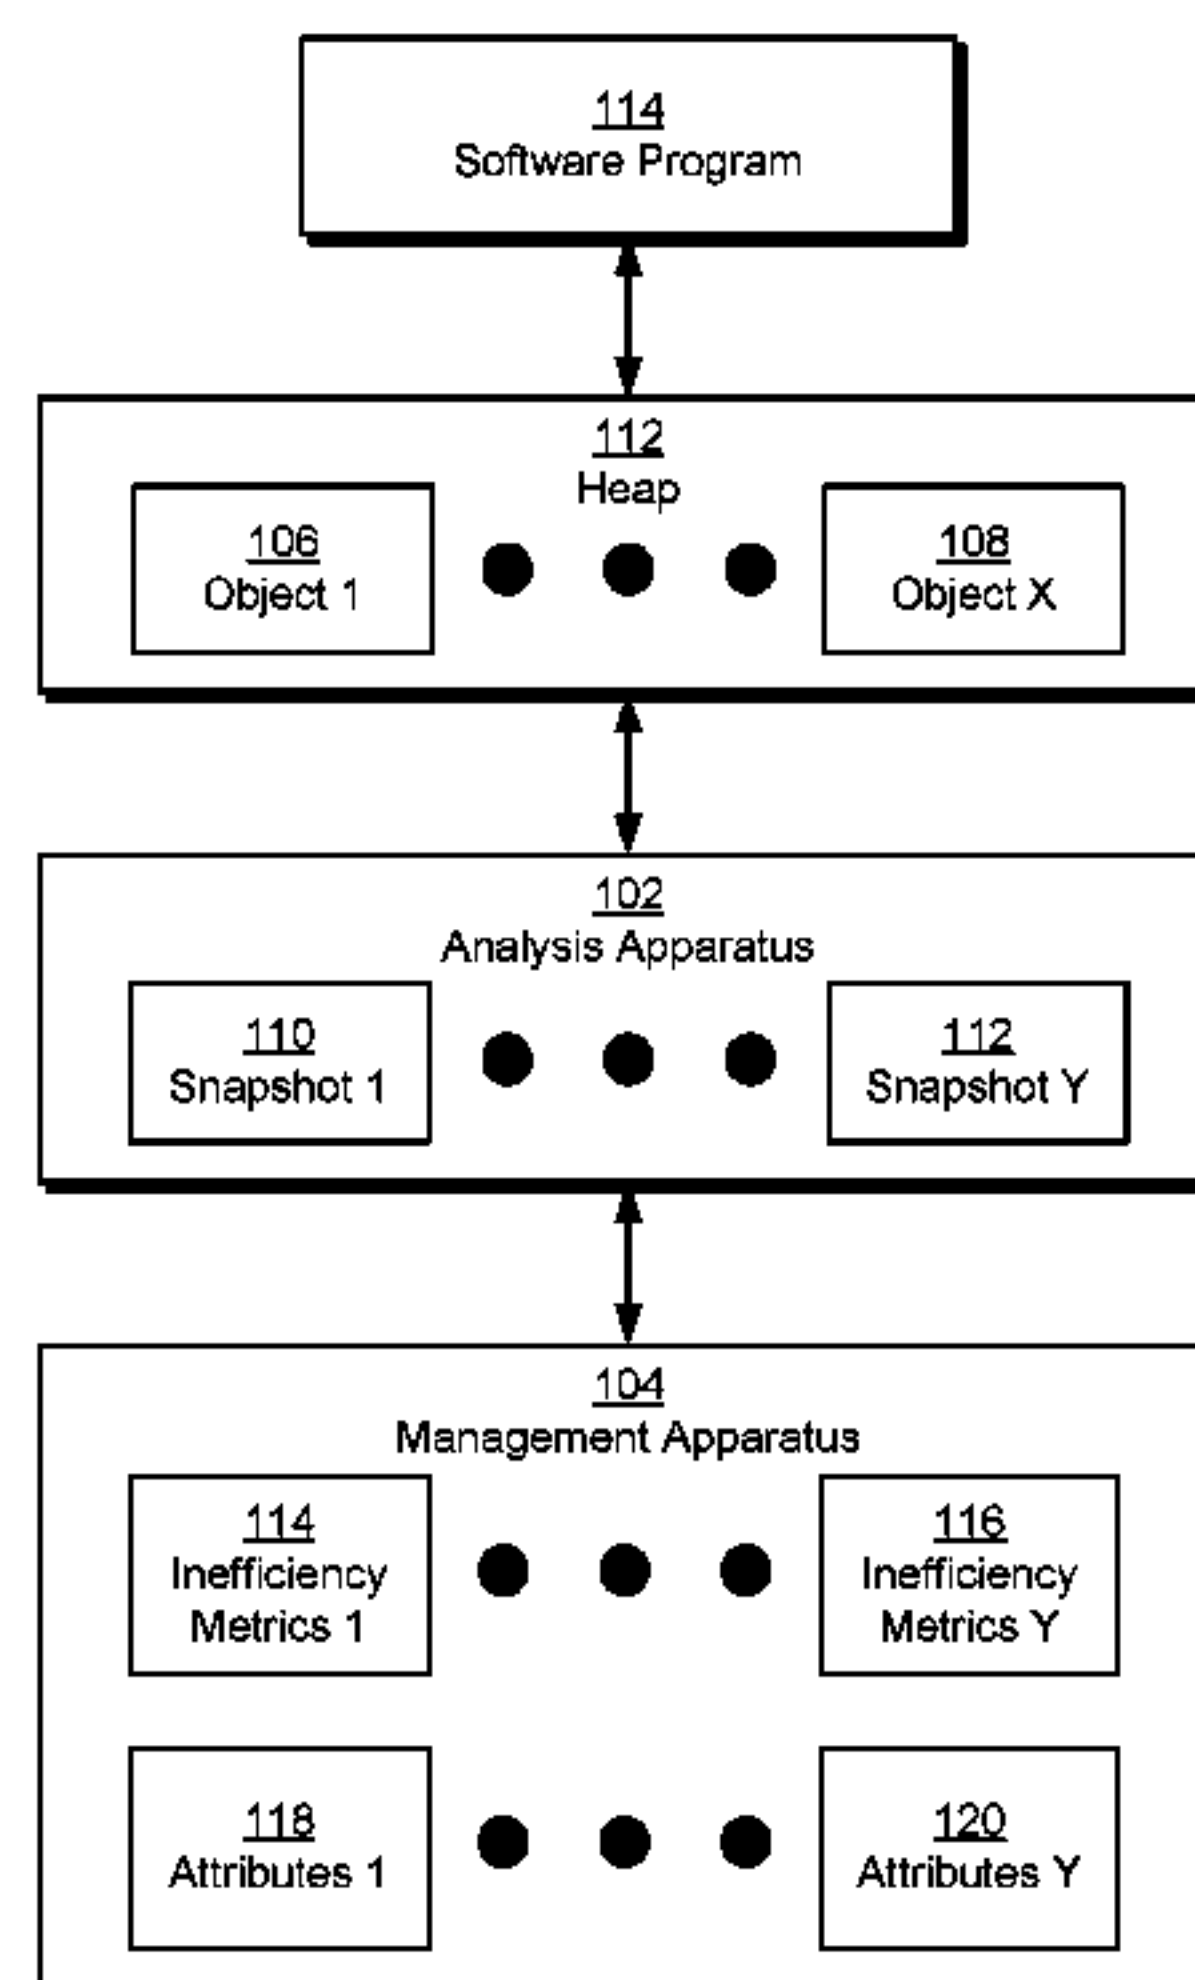 114
Software Program
112
Heap
106
Object 1
108
Object X
102
Analysis Apparatus
110
Snapshot 1
112
Snapshot Y
104
Management Apparatus
114
Inefficiency
Metrics 1
116
Inefficiency
Metrics Y
118
Attributes 1
120
Attributes Y